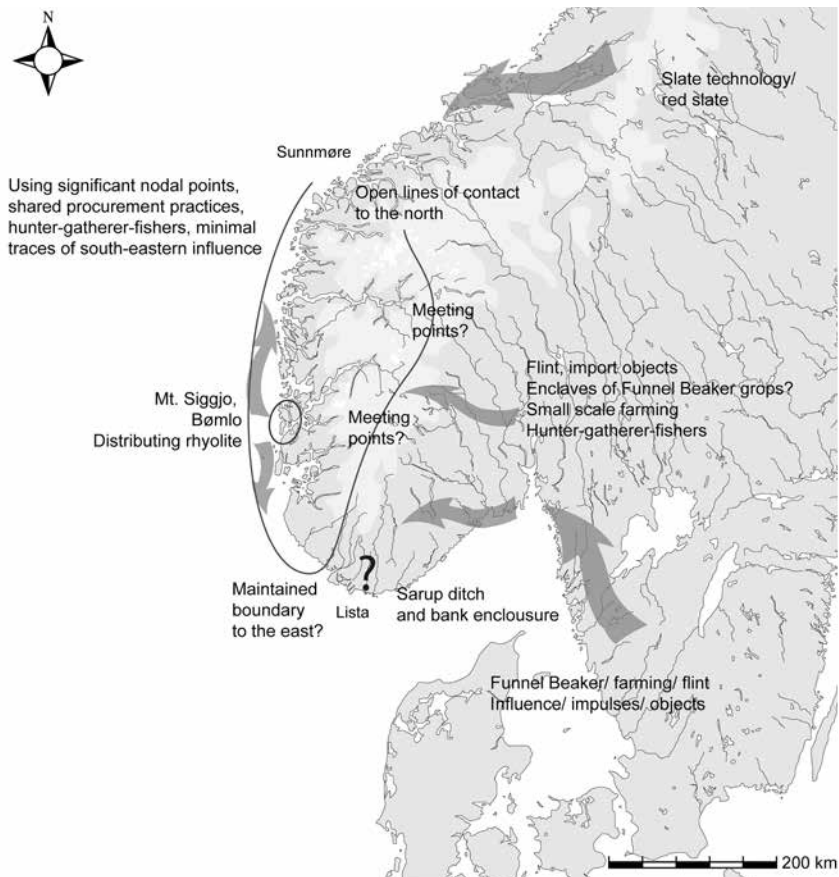 N
Slate technology/
red slate
Sunnmøre
Using significant nodal points,
shared procurement practices,
hunter-gatherer-fishers, minimal
traces of south-eastern influence
Open lines of contact
to the north
Meeting
points?
Flint, import objects
Enclaves of Funnel Beaker grops?
Small scale farming
Hunter-gatherer-fishers
Mt. Siggjo,
Bømlo
Distributing rhyolite
Meeting
points?
?
Maintained
boundary
to the east?
Lista
Sarup ditch
and bank enclousure
Funnel Beaker/ farming/ flint
Influence/ impulses/ objects
200 km